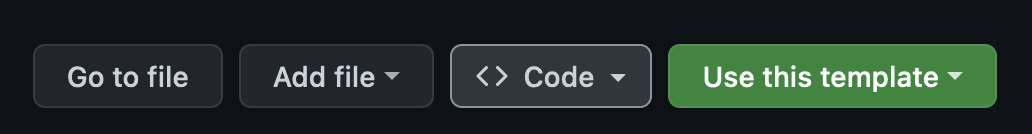 Go to file
Add file
<> Code
Use this template